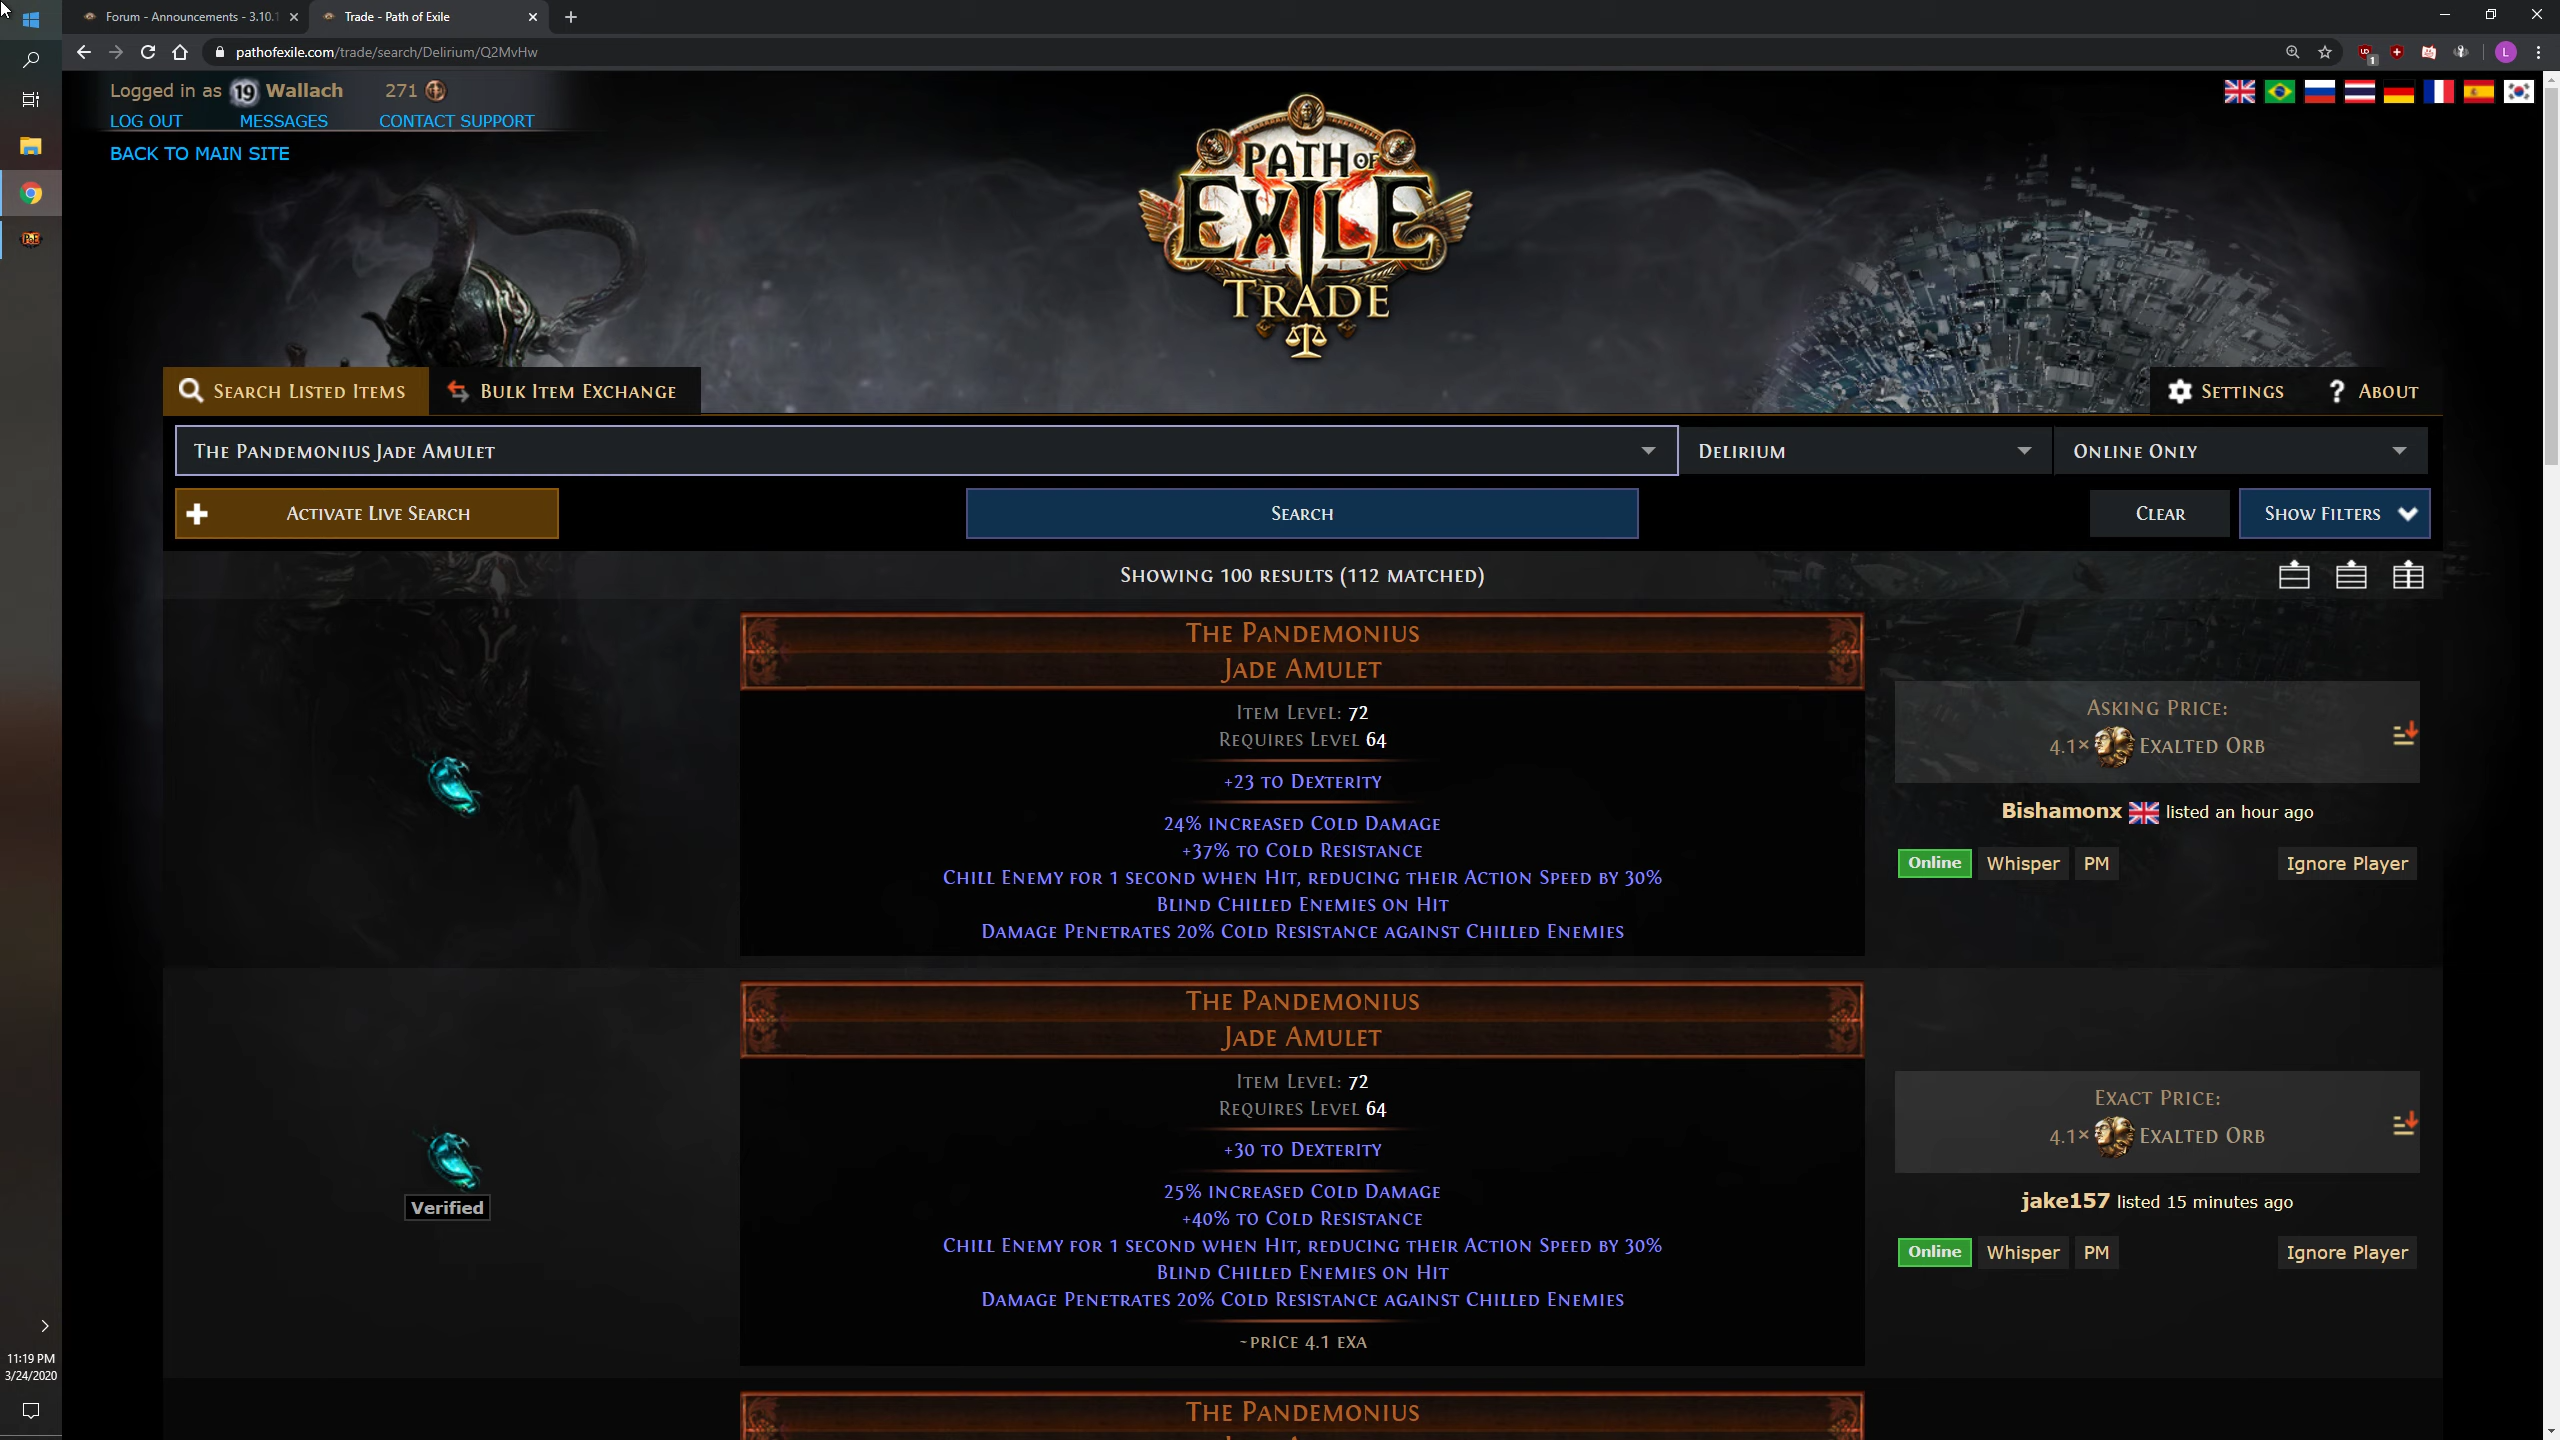 Forum - Announcements - 3.10.1
Trade - Path of Exile
pathofexile.com/trade/search/Delirium/Q2MvHw
Logged in as 19 Wallach 271
LOG OUT MESSAGES CONTACT SUPPORT
BACK TO MAIN SITE
PATH OF
EXILE
TRADE
SEARCH LISTED ITEMS BULK ITEM EXCHANGE SETTINGS ? ABOUT
THE PANDEMONIUS JADE AMULET DELIRIUM ONLINE ONLY
ACTIVATE LIVE SEARCH SEARCH CLEAR SHOW FILTERS
SHOWING 100 RESULTS (112 MATCHED)
THE PANDEMONIUS
JADE AMULET
ITEM LEVEL: 72
REQUIRES LEVEL 64
+23 TO DEXTERITY
24% INCREASED COLD DAMAGE
+37% TO COLD RESISTANCE
CHILL ENEMY FOR 1 SECOND WHEN HIT, REDUCING THEIR ACTION SPEED BY 30%
BLIND CHILLED ENEMIES ON HIT
DAMAGE PENETRATES 20% COLD RESISTANCE AGAINST CHILLED ENEMIES
ASKING PRICE:
4.1× EXALTED ORB
Bishamonx listed an hour ago
Online Whisper PM Ignore Player
THE PANDEMONIUS
JADE AMULET
Verified
ITEM LEVEL: 72
REQUIRES LEVEL 64
+30 TO DEXTERITY
25% INCREASED COLD DAMAGE
+40% TO COLD RESISTANCE
CHILL ENEMY FOR 1 SECOND WHEN HIT, REDUCING THEIR ACTION SPEED BY 30%
BLIND CHILLED ENEMIES ON HIT
DAMAGE PENETRATES 20% COLD RESISTANCE AGAINST CHILLED ENEMIES
~PRICE 4.1 EXA
EXACT PRICE:
4.1× EXALTED ORB
jake157 listed 15 minutes ago
Online Whisper PM Ignore Player
THE PANDEMONIUS
11:19 PM
3/24/2020